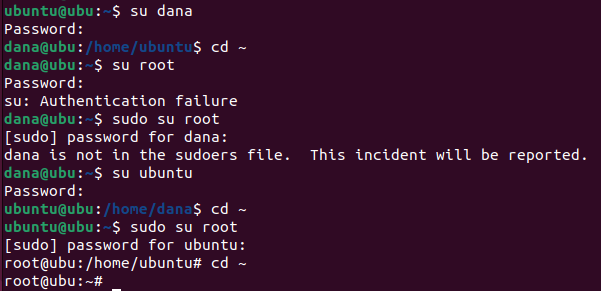 ubuntu@ubu:~$ su dana
Password:
dana@ubu:/home/ubuntu$ cd ~
dana@ubu:~$ su root
Password:
su: Authentication failure
dana@ubu:~$ sudo su root
[sudo] password for dana:
dana is not in the sudoers file.  This incident will be reported.
dana@ubu:~$ su ubuntu
Password:
ubuntu@ubu:/home/dana$ cd ~
ubuntu@ubu:~$ sudo su root
[sudo] password for ubuntu:
root@ubu:/home/ubuntu# cd ~
root@ubu:~#